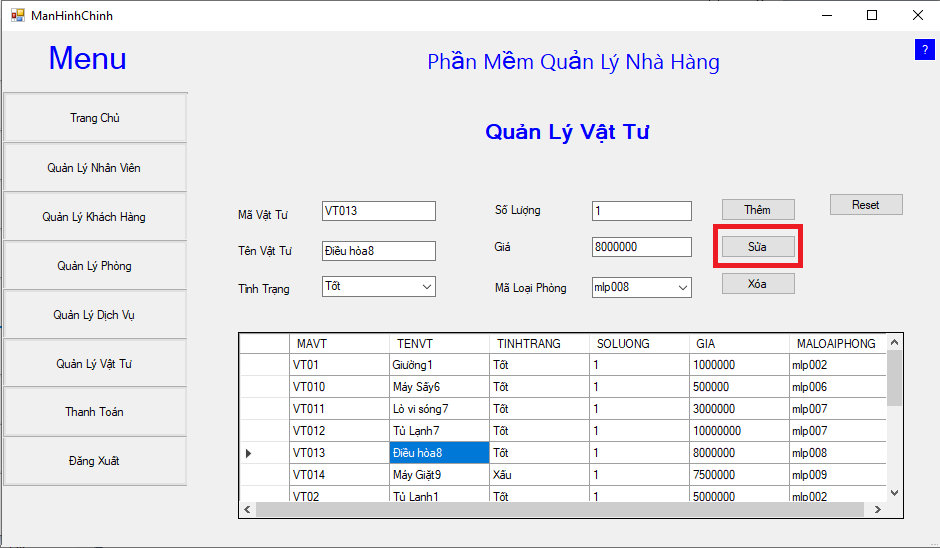 ManHinhChinh
Menu
Phần Mềm Quản Lý Nhà Hàng
?
Trang Chủ
Quản Lý Nhân Viên
Quản Lý Khách Hàng
Quản Lý Phòng
Quản Lý Dịch Vụ
Quản Lý Vật Tư
Thanh Toán
Đăng Xuất
Quản Lý Vật Tư
Mã Vật Tư VT013 Số Lượng 1 Thêm Reset
Tên Vật Tư Điều hòa8 Giá 8000000 Sửa
Tình Trạng Tốt Mã Loại Phòng mlp008 Xóa
MAVT TENVT TINHTRANG SOLUONG GIA MALOAIPHONG
VT01 Giường1 Tốt 1 1000000 mlp002
VT010 Máy Sấy6 Tốt 1 500000 mlp006
VT011 Lò vi sóng7 Tốt 1 3000000 mlp007
VT012 Tủ Lạnh7 Tốt 1 10000000 mlp007
VT013 Điều hòa8 Tốt 1 8000000 mlp008
VT014 Máy Giặt9 Xấu 1 7500000 mlp009
VT02 Tủ Lạnh1 Tốt 1 5000000 mlp002